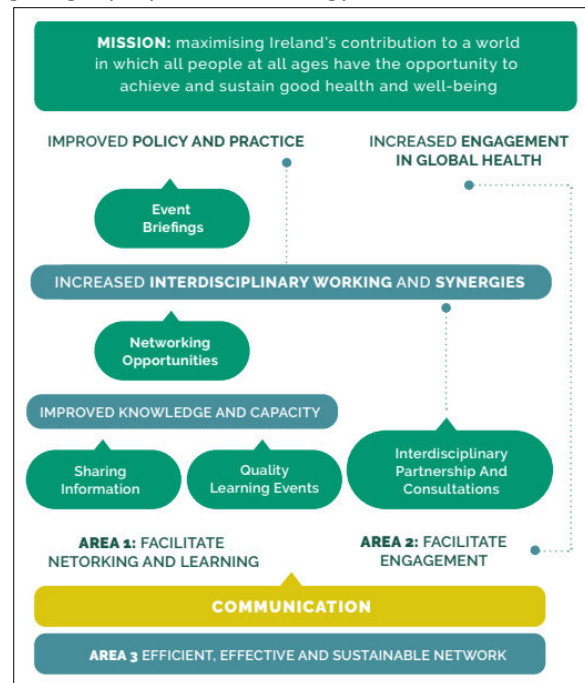 MISSION: maximising Ireland's contribution to a world
in which all people at all ages have the opportunity to
achieve and sustain good health and well-being
IMPROVED POLICY AND PRACTICE
INCREASED ENGAGEMENT
IN GLOBAL HEALTH
Event
Briefings
INCREASED INTERDISCIPLINARY WORKING AND SYNERGIES
Networking
Opportunities
IMPROVED KNOWLEDGE AND CAPACITY
Sharing
Information
Quality
Learning Events
Interdisciplinary
Partnership And
Consultations
AREA 1: FACILITATE
NETORKING AND LEARNING
AREA 2: FACILITATE
ENGAGEMENT
COMMUNICATION
AREA 3 EFFICIENT, EFFECTIVE AND SUSTAINABLE NETWORK